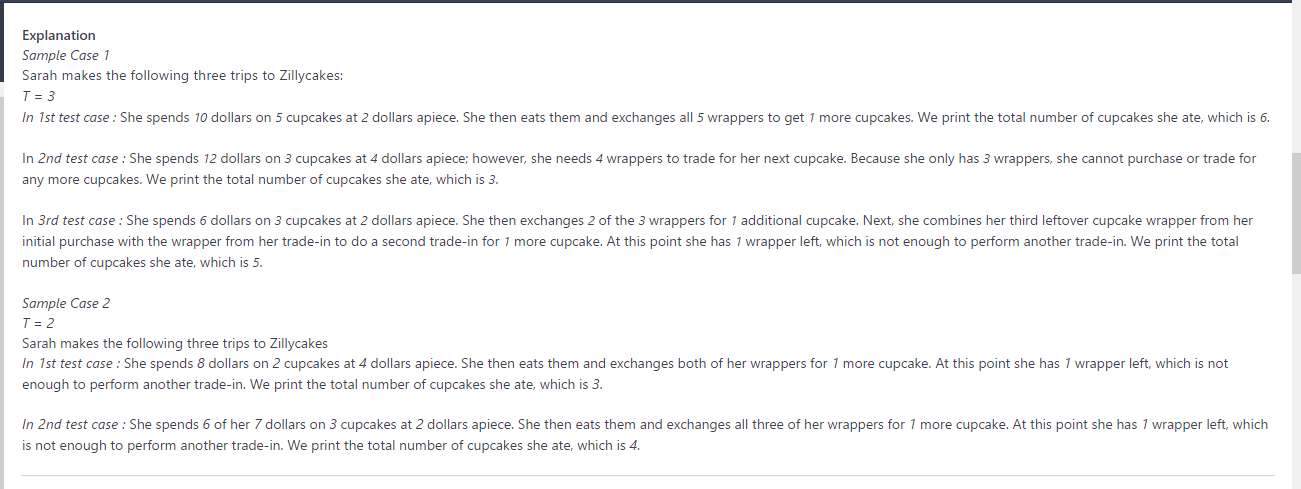 Explanation
Sample Case 1
Sarah makes the following three trips to Zillycakes:
T = 3
In 1st test case : She spends 10 dollars on 5 cupcakes at 2 dollars apiece. She then eats them and exchanges all 5 wrappers to get 1 more cupcakes. We print the total number of cupcakes she ate, which is 6.
In 2nd test case : She spends 12 dollars on 3 cupcakes at 4 dollars apiece; however, she needs 4 wrappers to trade for her next cupcake. Because she only has 3 wrappers, she cannot purchase or trade for
any more cupcakes. We print the total number of cupcakes she ate, which is 3.
In 3rd test case : She spends 6 dollars on 3 cupcakes at 2 dollars apiece. She then exchanges 2 of the 3 wrappers for 1 additional cupcake. Next, she combines her third leftover cupcake wrapper from her
initial purchase with the wrapper from her trade-in to do a second trade-in for 1 more cupcake. At this point she has 1 wrapper left, which is not enough to perform another trade-in. We print the total
number of cupcakes she ate, which is 5.
Sample Case 2
T = 2
Sarah makes the following three trips to Zillycakes
In 1st test case : She spends 8 dollars on 2 cupcakes at 4 dollars apiece. She then eats them and exchanges both of her wrappers for 1 more cupcake. At this point she has 1 wrapper left, which is not
enough to perform another trade-in. We print the total number of cupcakes she ate, which is 3.
In 2nd test case : She spends 6 of her 7 dollars on 3 cupcakes at 2 dollars apiece. She then eats them and exchanges all three of her wrappers for 1 more cupcake. At this point she has 1 wrapper left, which
is not enough to perform another trade-in. We print the total number of cupcakes she ate, which is 4.